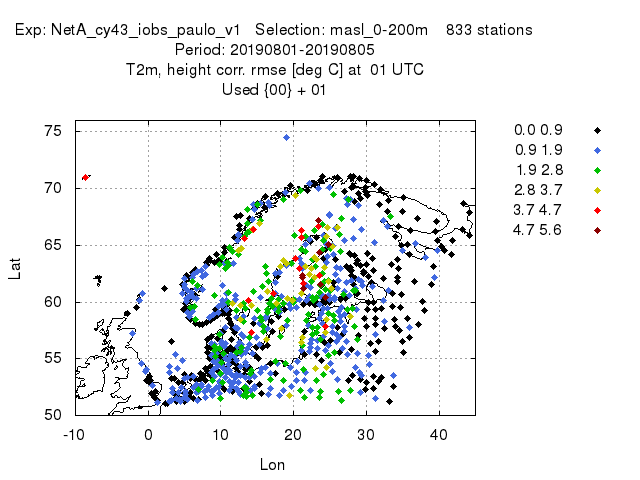 Exp: NetA_cy43_iobs_paulo_v1 Selection: masl_0-200m 833 stations
Period: 20190801-20190805
T2m, height corr. rmse [deg C] at 01 UTC
Used {00} + 01
75
70
65
60
55
50
Lat
-10 0 10 20 30 40
Lon
0.0 0.9
0.9 1.9
1.9 2.8
2.8 3.7
3.7 4.7
4.7 5.6